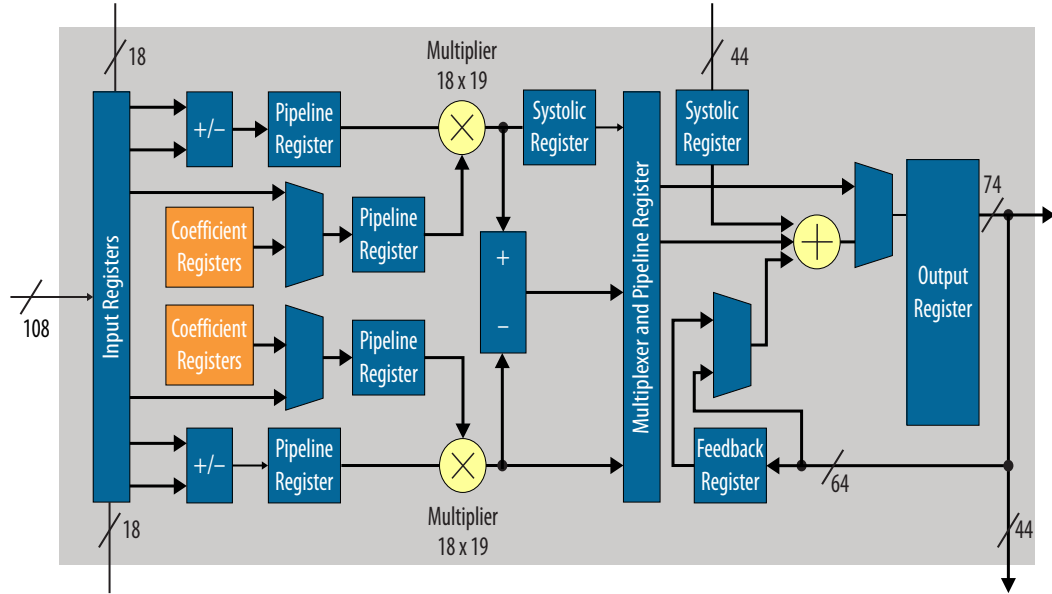 18
44
Multiplier
18 x 19
+/−
Pipeline
Register
Systolic
Register
Systolic
Register
Coefficient
Registers
Pipeline
Register
74
+
−
Input Registers
Multiplexer and Pipeline Register
Output
Register
108
Coefficient
Registers
Pipeline
Register
+/−
Pipeline
Register
Feedback
Register
64
18
Multiplier
18 x 19
44